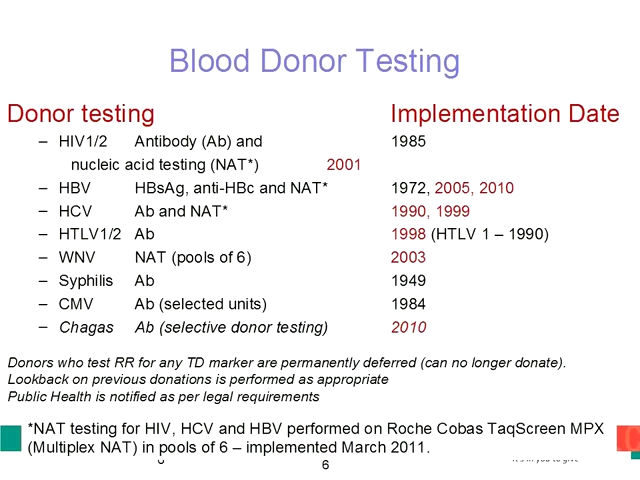 Blood Donor Testing
Donor testing Implementation Date
– HIV1/2 Antibody (Ab) and 1985
nucleic acid testing (NAT*) 2001
– HBV HBsAg, anti-HBc and NAT* 1972, 2005, 2010
– HCV Ab and NAT* 1990, 1999
– HTLV1/2 Ab 1998 (HTLV 1 – 1990)
– WNV NAT (pools of 6) 2003
– Syphilis Ab 1949
– CMV Ab (selected units) 1984
– Chagas Ab (selective donor testing) 2010
Donors who test RR for any TD marker are permanently deferred (can no longer donate).
Lookback on previous donations is performed as appropriate
Public Health is notified as per legal requirements
*NAT testing for HIV, HCV and HBV performed on Roche Cobas TaqScreen MPX
(Multiplex NAT) in pools of 6 – implemented March 2011.
it's in you to give
6